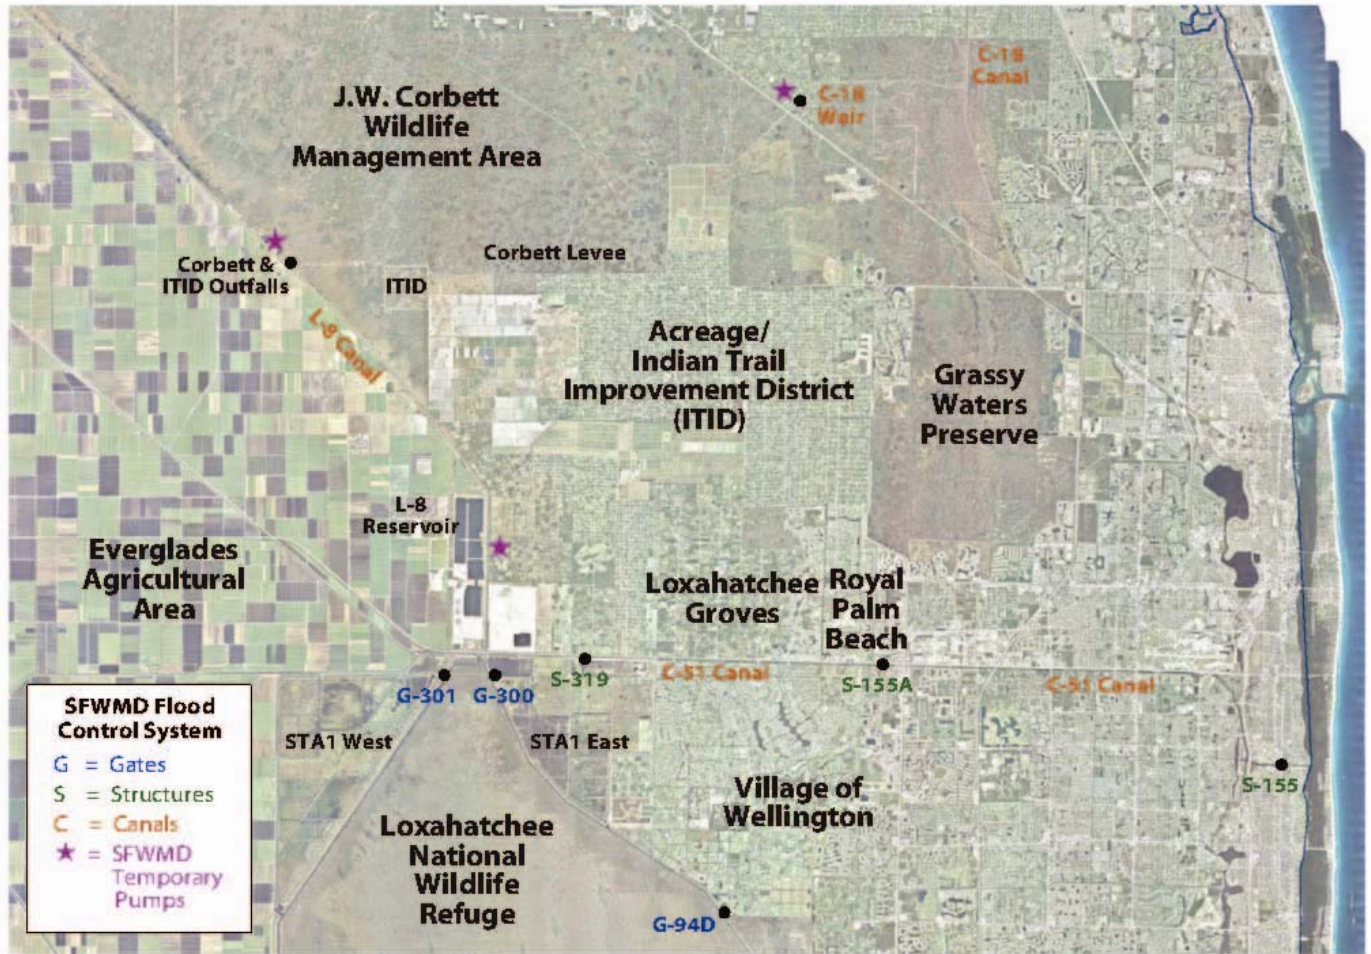 J.W. Corbett
Wildlife
Management Area
C-18
Canal
C-18
Weir
Corbett &
ITID Outfalls
ITID
Corbett Levee
L-8 Canal
Acreage/
Indian Trail
Improvement District
(ITID)
Grassy
Waters
Preserve
L-8
Reservoir
Everglades
Agricultural
Area
Loxahatchee
Groves
Royal
Palm
Beach
G-301
G-300
S-319
C-51 Canal
S-155A
C-51 Canal
STA1 West
STA1 East
S-155
Village of
Wellington
Loxahatchee
National
Wildlife
Refuge
G-94D
SFWMD Flood
Control System
G = Gates
S = Structures
C = Canals
★ = SFWMD
Temporary
Pumps